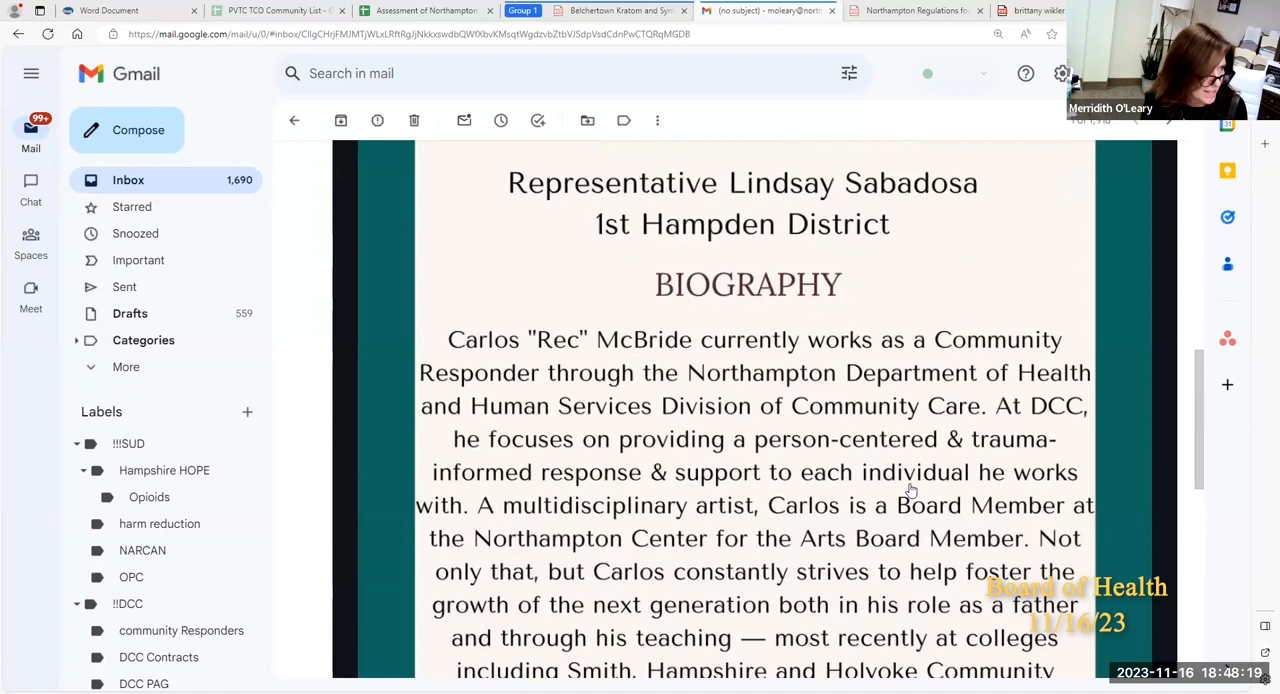 Word Document
PVTC TCO Community List - G
Assessment of Northampton
Group 1
Belchertown Kratom and Syn
(no subject) - moleary@nort
Northampton Regulations for
brittany wikler
https://mail.google.com/mail/u/0/#inbox/
Gmail
Search in mail
Merridith O'Leary
99+
Mail
Chat
Spaces
Meet
Compose
Inbox 1,690
Starred
Snoozed
Important
Sent
Drafts 559
Categories
More
Labels
!!!SUD
Hampshire HOPE
Opioids
harm reduction
NARCAN
OPC
!!DCC
community Responders
DCC Contracts
DCC PAG
Representative Lindsay Sabadosa
1st Hampden District
BIOGRAPHY
Carlos "Rec" McBride currently works as a Community
Responder through the Northampton Department of Health
and Human Services Division of Community Care. At DCC,
he focuses on providing a person-centered & trauma-
informed response & support to each individual he works
with. A multidisciplinary artist, Carlos is a Board Member at
the Northampton Center for the Arts Board Member. Not
only that, but Carlos constantly strives to help foster the
growth of the next generation both in his role as a father
and through his teaching — most recently at colleges
including Smith, Hampshire and Holyoke Community
Board of Health
11/16/23
2023-11-16 18:48:19